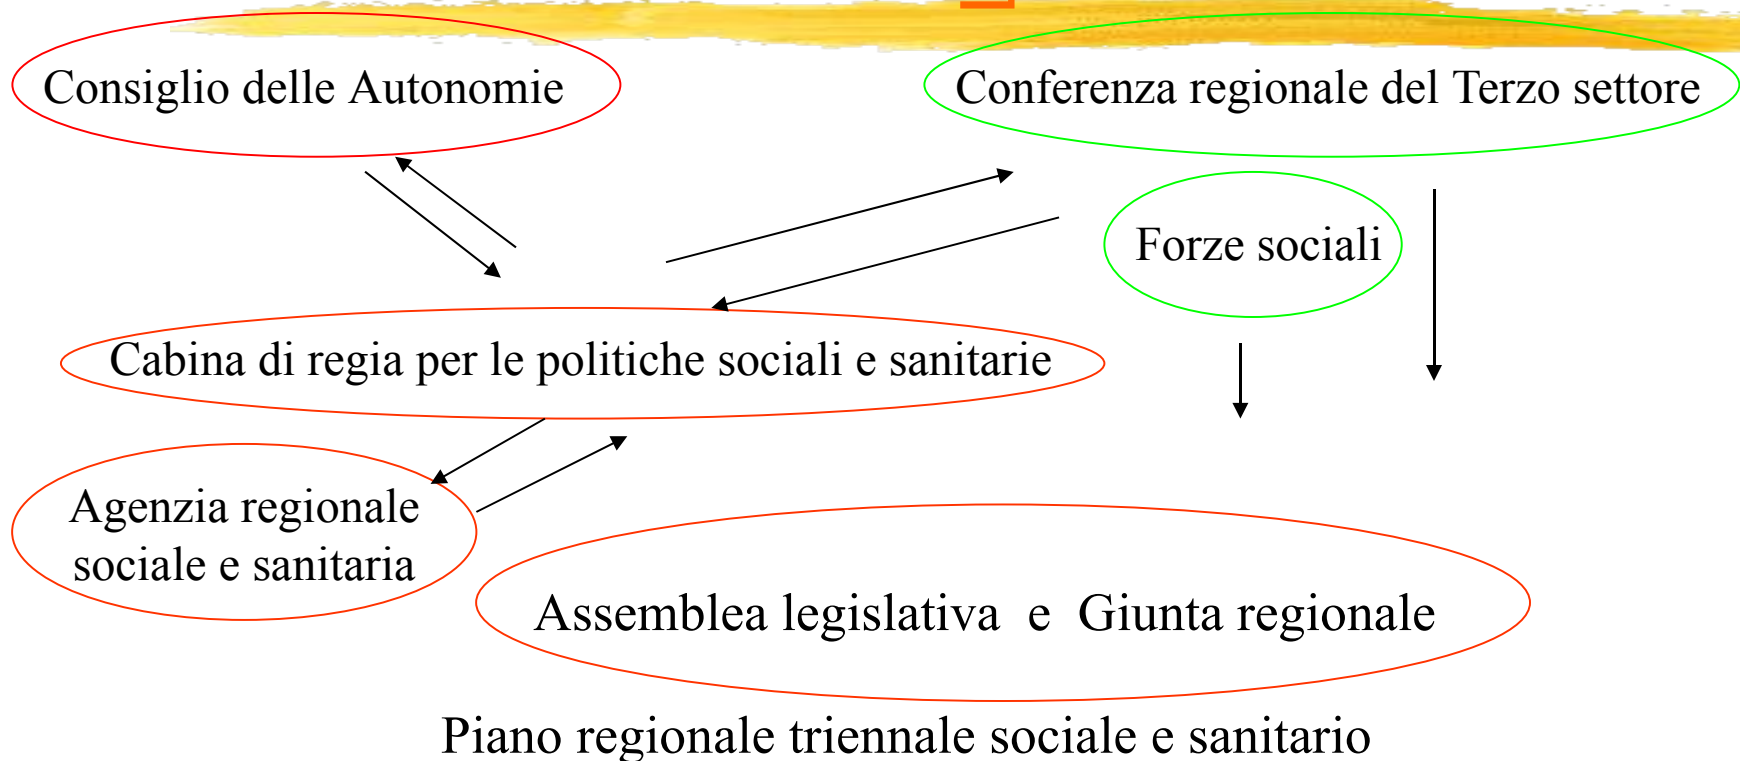 Consiglio delle Autonomie
Conferenza regionale del Terzo settore
Forze sociali
Cabina di regia per le politiche sociali e sanitarie
Agenzia regionale
sociale e sanitaria
Assemblea legislativa e Giunta regionale
Piano regionale triennale sociale e sanitario